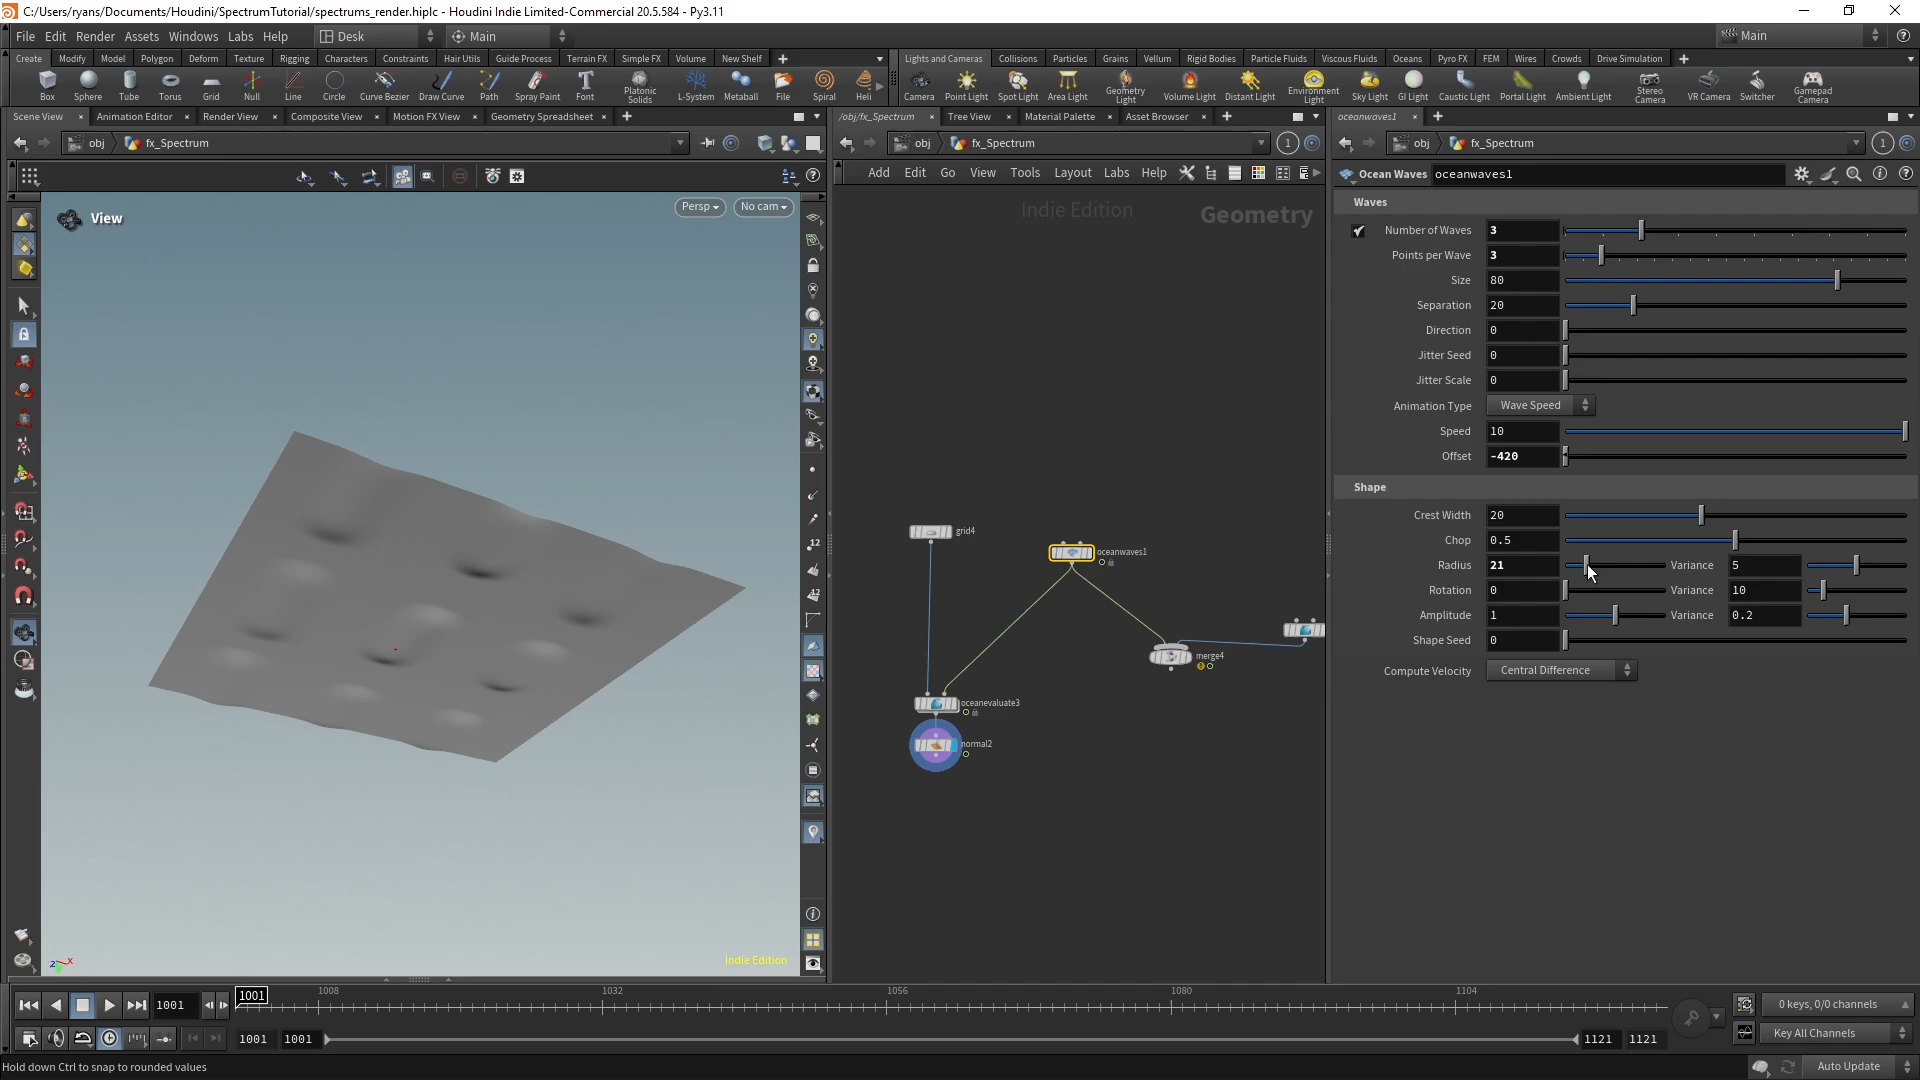 C:/Users/ryans/Documents/Houdini/SpectrumTutorial/spectrums_render.hiplc - Houdini Indie Limited-Commercial 20.5.584 - Py3.11
File Edit Render Assets Windows Labs Help Desk Main Main
Create Modify Model Polygon Deform Texture Rigging Characters Constraints Hair Utils Guide Process Terrain FX Simple FX Volume New Shelf
Lights and Cameras Collisions Particles Grains Vellum Rigid Bodies Particle Fluids Viscous Fluids Oceans Pyro FX FEM Wires Crowds Drive Simulation
Box Sphere Tube Torus Grid Null Line Circle Curve Bezier Draw Curve Path Spray Paint Font Platonic Solids L-System Metaball File Spiral Heli
Camera Point Light Spot Light Area Light Geometry Light Volume Light Distant Light Environment Light Sky Light GI Light Caustic Light Portal Light Ambient Light Stereo Camera VR Camera Switcher Gamepad Camera
Scene View Animation Editor Render View Composite View Motion FX View Geometry Spreadsheet
/obj/fx_Spectrum Tree View Material Palette Asset Browser
oceanwaves1
obj fx_Spectrum
obj fx_Spectrum 1
obj fx_Spectrum 1
Add Edit Go View Tools Layout Labs Help
Ocean Waves oceanwaves1
View Persp No cam
Indie Edition Geometry
Waves
Number of Waves 3
Points per Wave 3
Size 80
Separation 20
Direction 0
Jitter Seed 0
Jitter Scale 0
Animation Type Wave Speed
Speed 10
Offset -420
Shape
Crest Width 20
Chop 0.5
Radius 21 Variance 5
Rotation 0 Variance 10
Amplitude 1 Variance 0.2
Shape Seed 0
Compute Velocity Central Difference
grid4
oceanwaves1
merge4
oceanevaluate3
normal2
12
12
12
z x
Indie Edition
1001 1001 1008 1032 1056 1080 1104
0 keys, 0/0 channels
1001 1001 1121 1121
Key All Channels
Hold down Ctrl to snap to rounded values
Auto Update